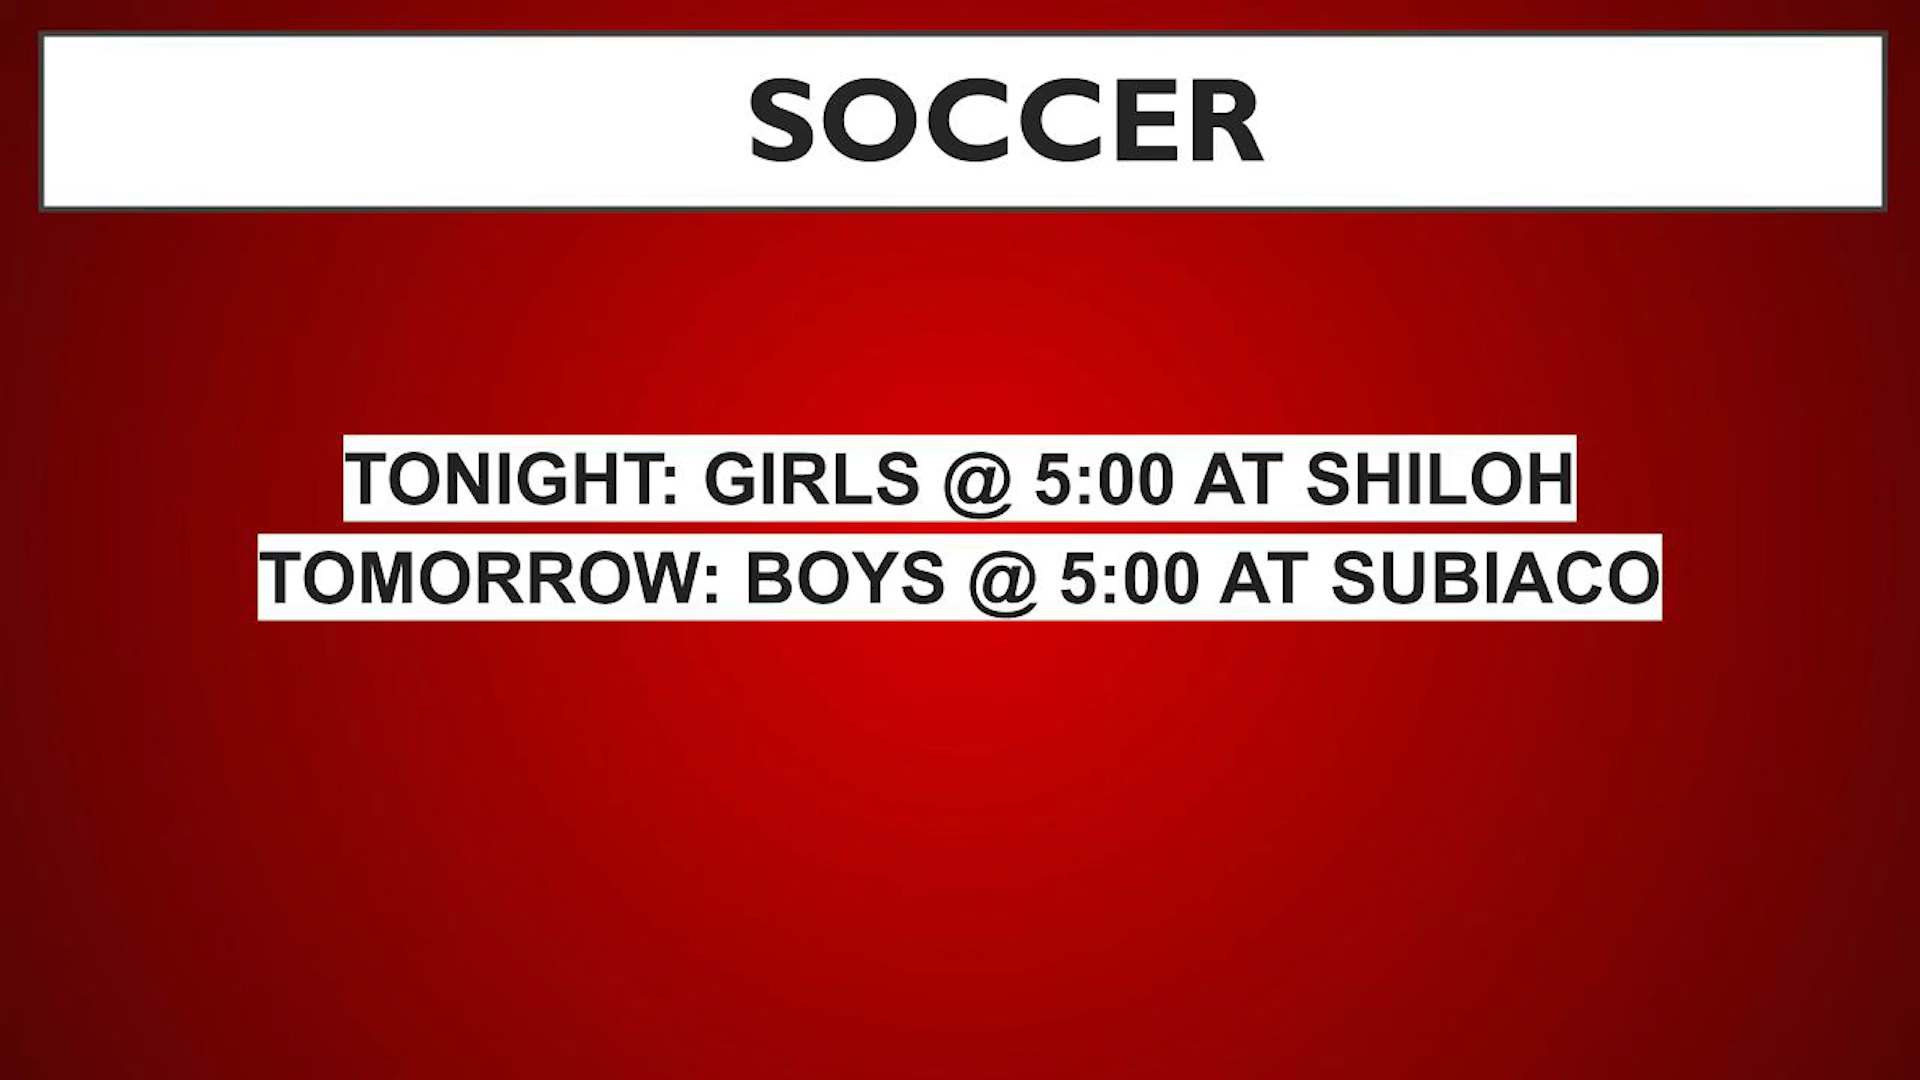 SOCCER
TONIGHT: GIRLS @ 5:00 AT SHILOH
TOMORROW: BOYS @ 5:00 AT SUBIACO